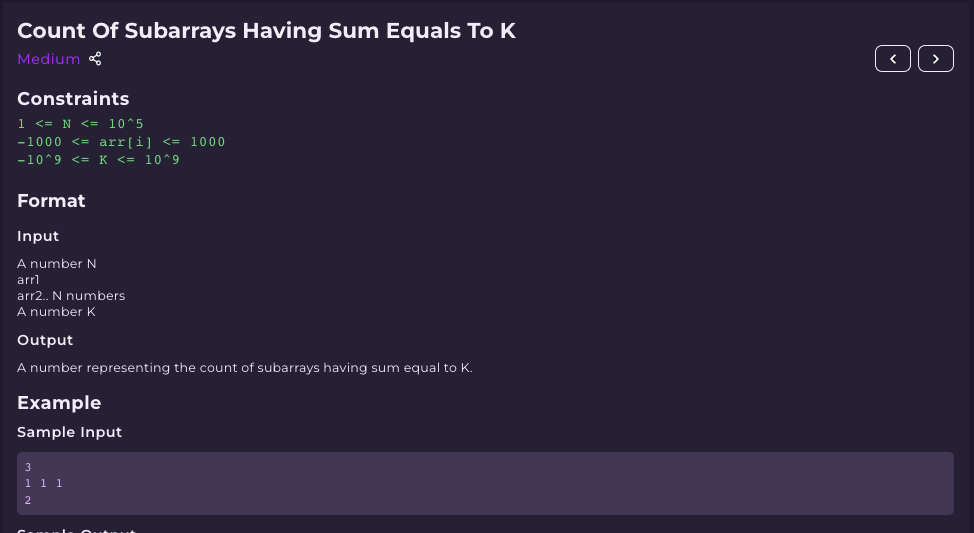 Count Of Subarrays Having Sum Equals To K
Medium
Constraints
1 <= N <= 10^5
-1000 <= arr[i] <= 1000
-10^9 <= K <= 10^9
Format
Input
A number N
arr1
arr2.. N numbers
A number K
Output
A number representing the count of subarrays having sum equal to K.
Example
Sample Input
3
1 1 1
2
Sample Output